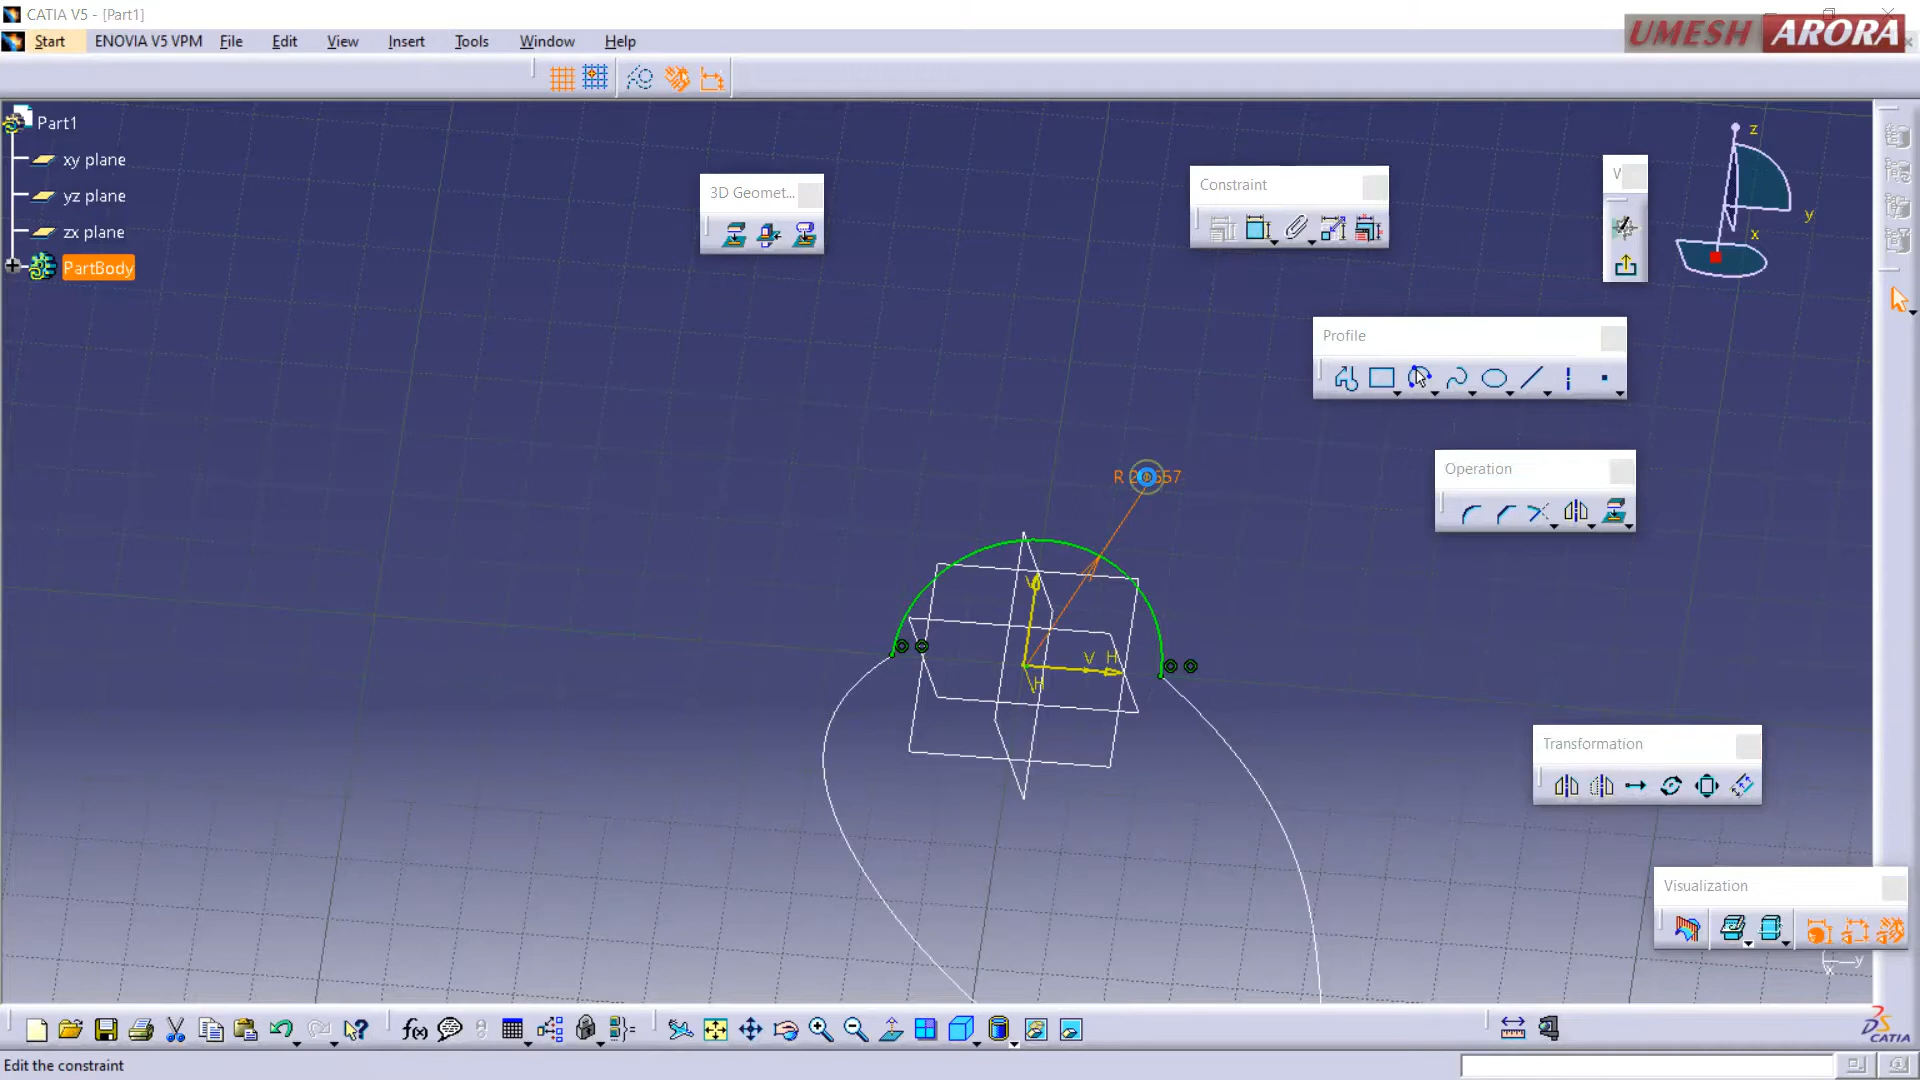 CATIA V5 - [Part1]
UMESH ARORA
Start ENOVIA V5 VPM File Edit View Insert Tools Window Help
Part1
xy plane
yz plane
zx plane
PartBody
3D Geomet...
Constraint
z
y
x
Profile
Operation
V
V H
H
Transformation
Visualization
y
x
f(x)
CATIA
Edit the constraint